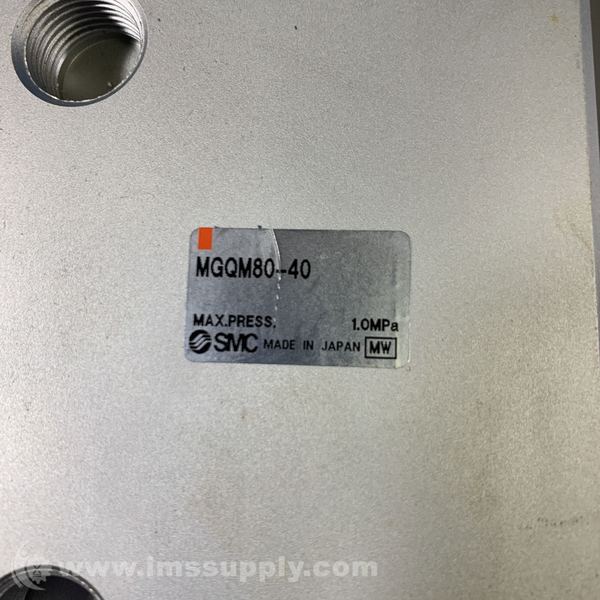 MGQM80-40
MAX.PRESS. 1.0MPa
SMC MADE IN JAPAN MW
www.imssupply.com